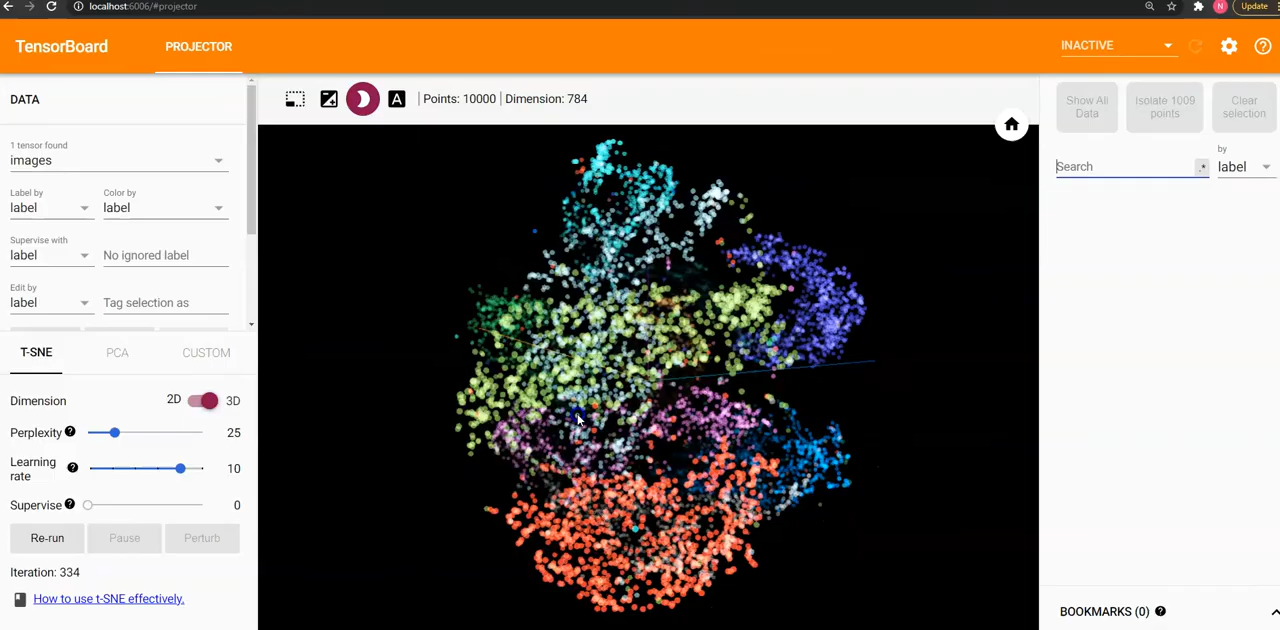 localhost:6006/#projector
N
Update
TensorBoard
PROJECTOR
INACTIVE
DATA
A
Points: 10000 | Dimension: 784
Show All Data
Isolate 1009 points
Clear selection
1 tensor found
images
Search
.*
by
label
Label by
label
Color by
label
Supervise with
label
No ignored label
Edit by
label
Tag selection as
T-SNE
PCA
CUSTOM
Dimension
2D
3D
Perplexity ?
25
Learning rate ?
10
Supervise ?
0
Re-run
Pause
Perturb
Iteration: 334
How to use t-SNE effectively.
BOOKMARKS (0) ?